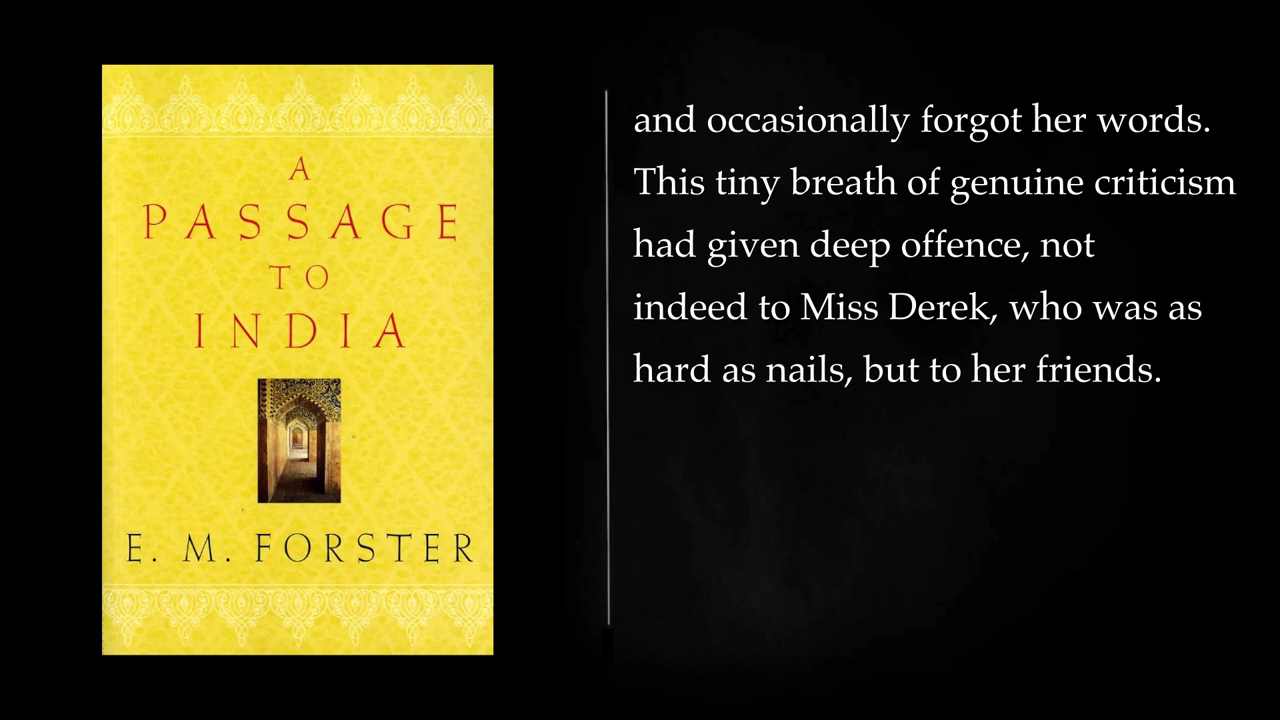 A
PASSAGE
TO
INDIA
E. M. FORSTER
and occasionally forgot her words.
This tiny breath of genuine criticism
had given deep offence, not
indeed to Miss Derek, who was as
hard as nails, but to her friends.